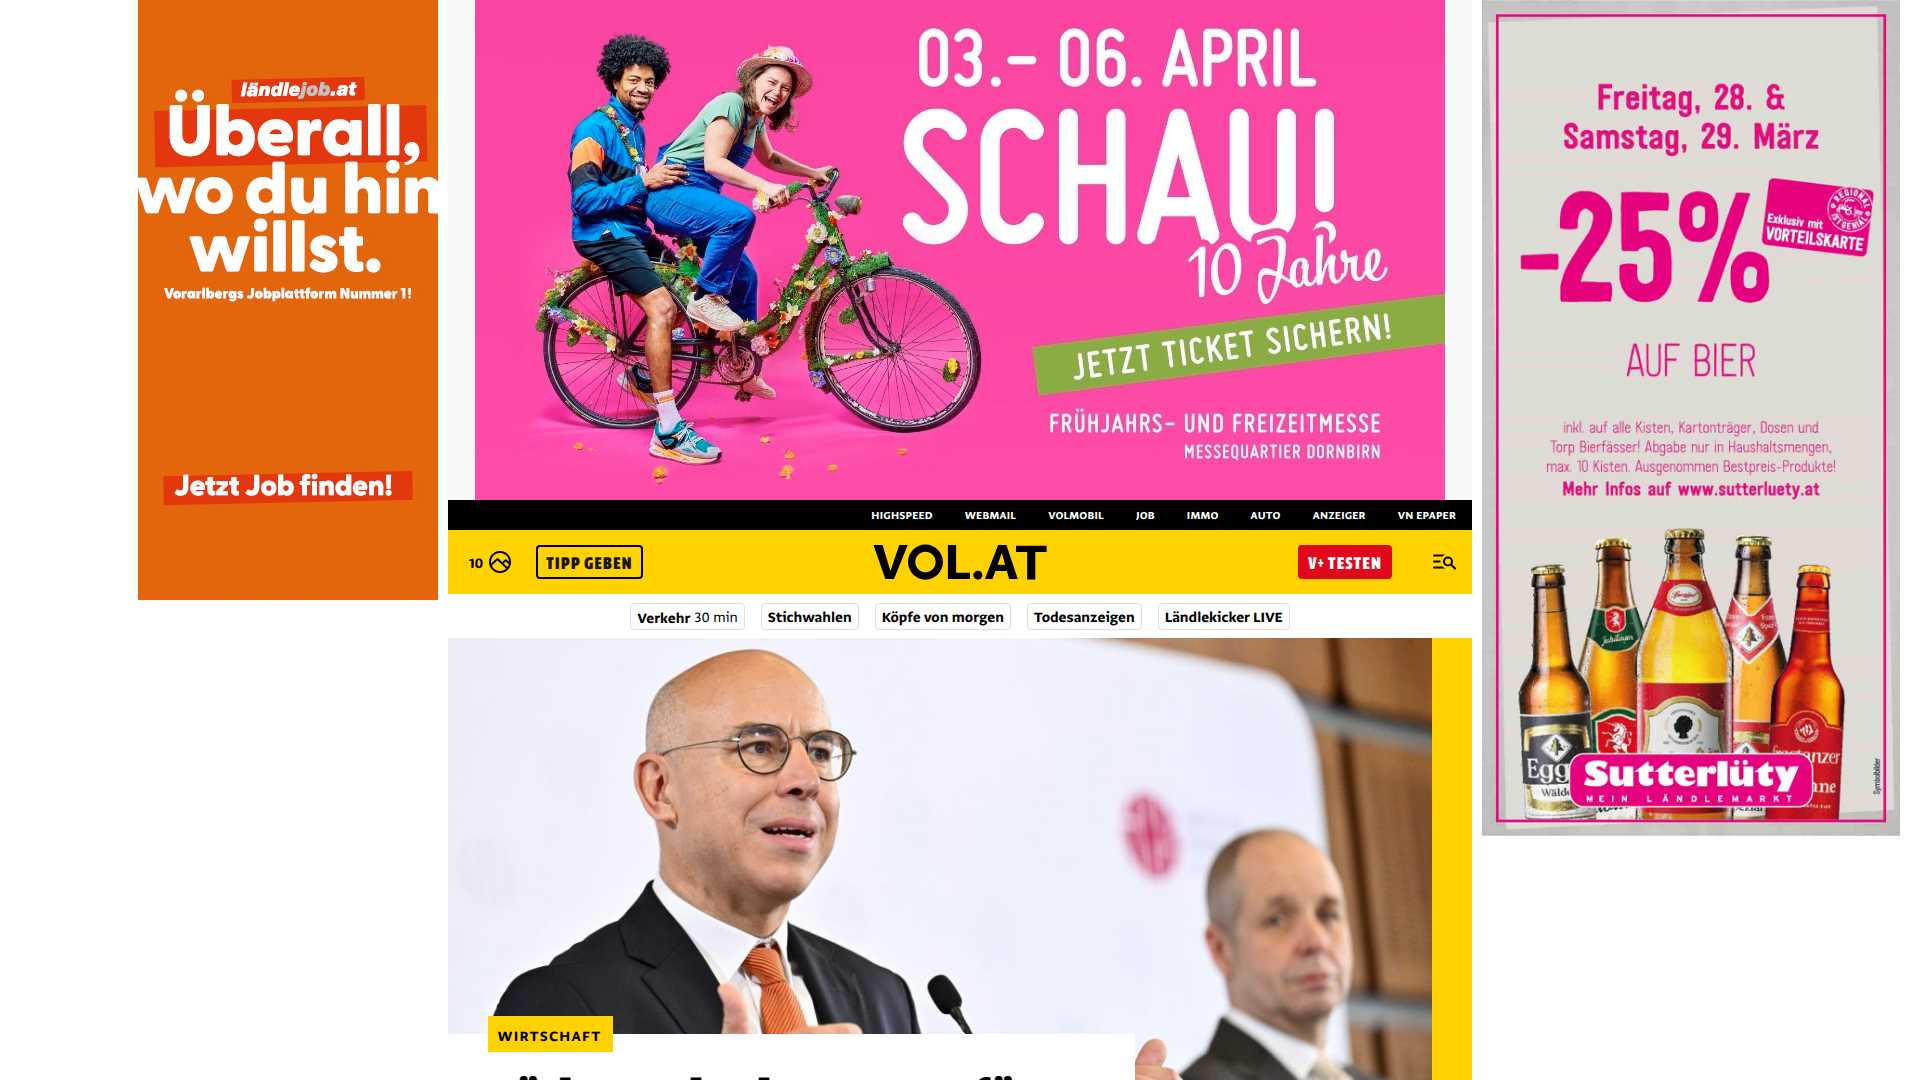 ländlejob.at
Überall,
wo du hin
willst.
Vorarlbergs Jobplattform Nummer 1!
Jetzt Job finden!
03.– 06. APRIL
SCHAU!
10 Jahre
JETZT TICKET SICHERN!
FRÜHJAHRS- UND FREIZEITMESSE
MESSEQUARTIER DORNBIRN
Freitag, 28. &
Samstag, 29. März
-25%
REGIONAL
Exklusiv mit
VORTEILSKARTE
AUF BIER
inkl. auf alle Kisten, Kartonträger, Dosen und
Torp Bierfässer! Abgabe nur in Haushaltsmengen,
max. 10 Kisten. Ausgenommen Bestpreis-Produkte!
Mehr Infos auf www.sutterluety.at
Sutterlüty
MEIN LÄNDLEMARKT
Symbolbilder
HIGHSPEED WEBMAIL VOLMOBIL JOB IMMO AUTO ANZEIGER VN EPAPER
10 TIPP GEBEN VOL.AT V+ TESTEN
Verkehr 30 min Stichwahlen Köpfe von morgen Todesanzeigen Ländlekicker LIVE
WIRTSCHAFT